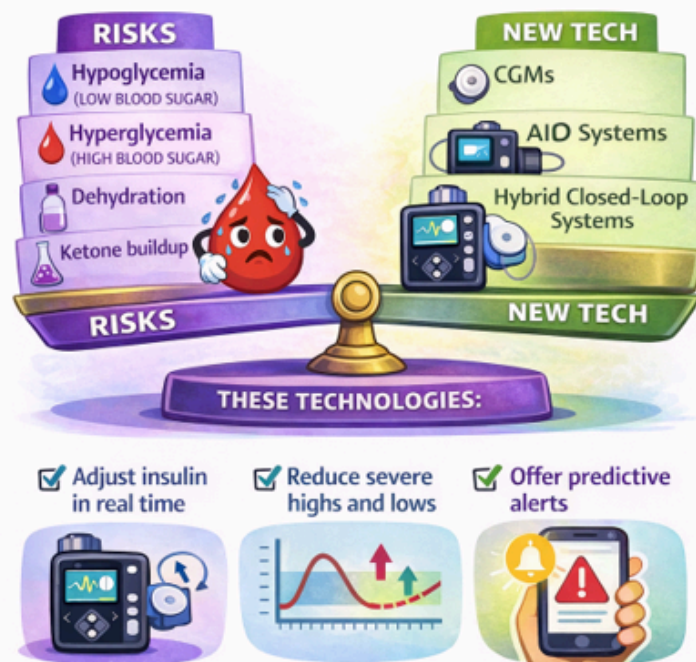 RISKS
Hypoglycemia
(LOW BLOOD SUGAR)
Hyperglycemia
(HIGH BLOOD SUGAR)
Dehydration
Ketone buildup
RISKS
NEW TECH
CGMs
AIO Systems
Hybrid Closed-Loop
Systems
NEW TECH
THESE TECHNOLOGIES:
Adjust insulin
in real time
Reduce severe
highs and lows
Offer predictive
alerts